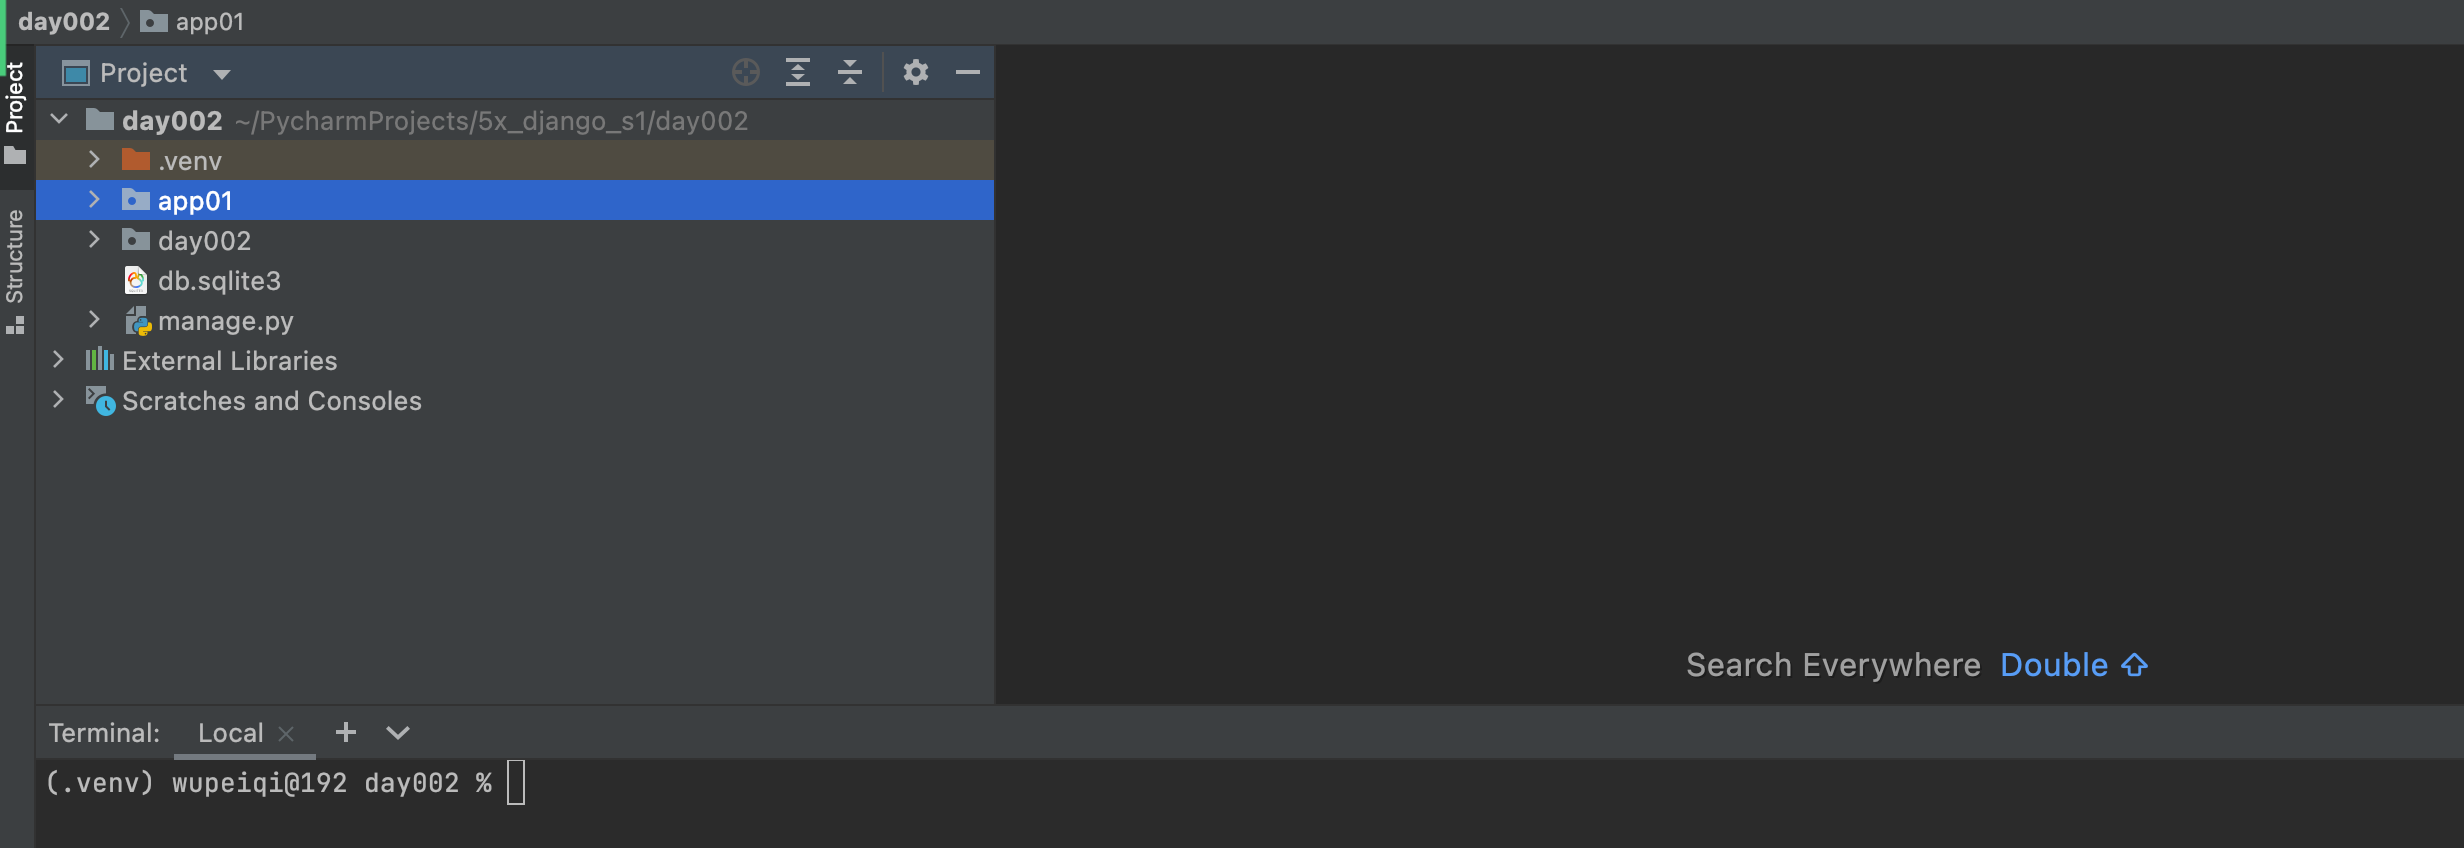 day002 app01
Project
Project
Structure
day002 ~/PycharmProjects/5x_django_s1/day002
.venv
app01
day002
db.sqlite3
manage.py
External Libraries
Scratches and Consoles
Search Everywhere Double ⇧
Terminal: Local × +
(.venv) wupeiqi@192 day002 %